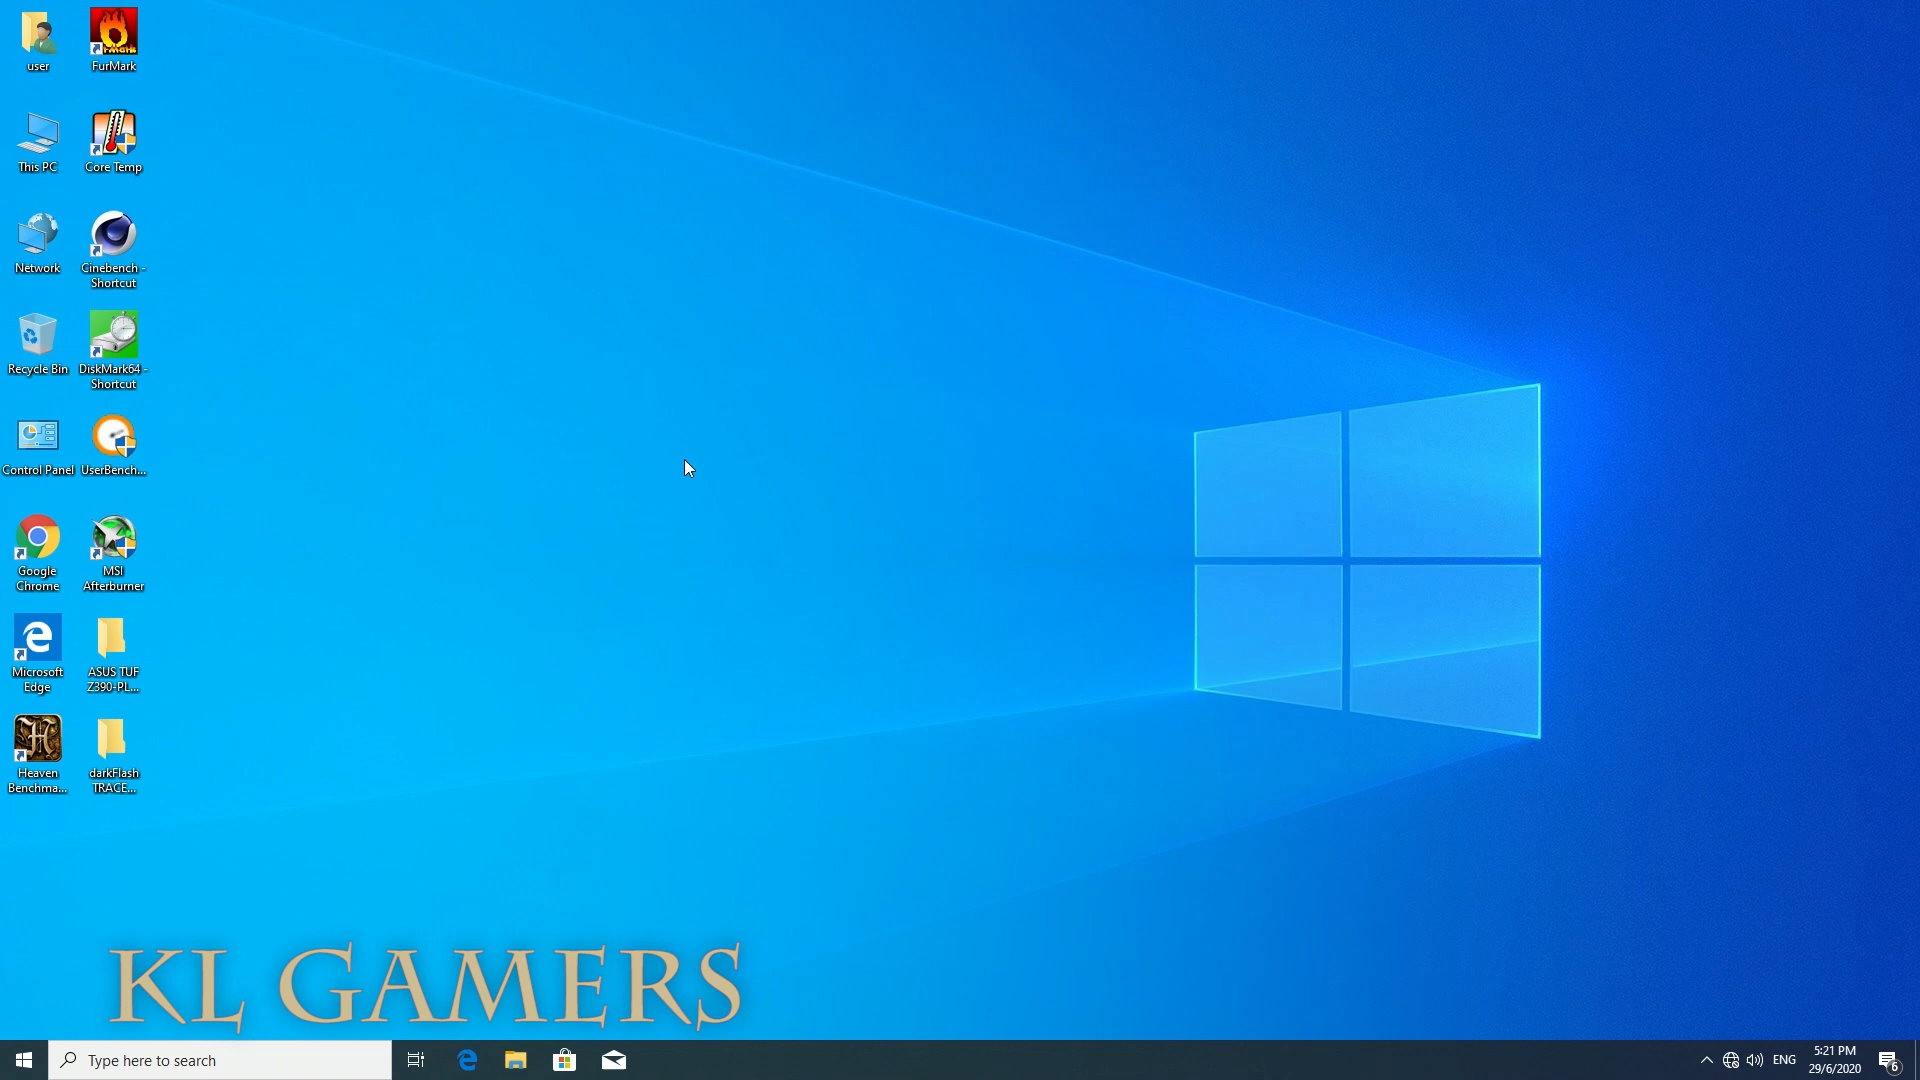 user
FurMark
This PC
Core Temp
Network
Cinebench -
Shortcut
Recycle Bin
DiskMark64 -
Shortcut
Control Panel
UserBench...
Google
Chrome
MSI
Afterburner
Microsoft
Edge
ASUS TUF
Z390-PL...
Heaven
Benchma...
darkFlash
TRACE...
KL GAMERS
Type here to search
ENG
5:21 PM
29/6/2020
6